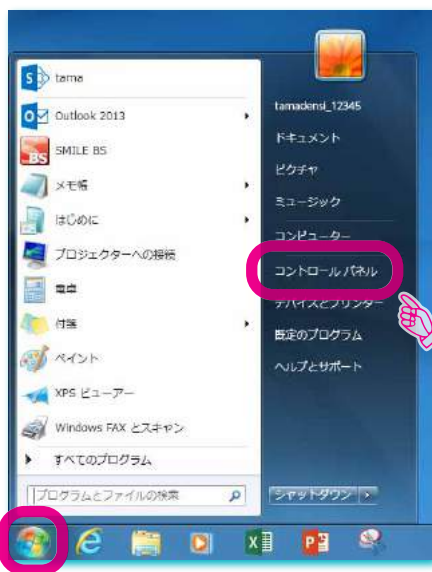 tama
Outlook 2013
SMILE BS
メモ帳
はじめに
プロジェクターへの接続
電卓
付箋
ペイント
XPS ビューアー
Windows FAX とスキャン
すべてのプログラム
プログラムとファイルの検索
tamadensi_12345
ドキュメント
ピクチャ
ミュージック
コンピューター
コントロール パネル
デバイスとプリンター
既定のプログラム
ヘルプとサポート
シャットダウン